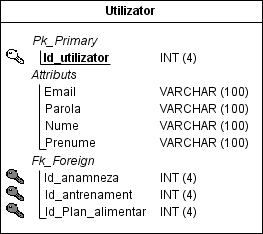 Utilizator
Pk_Primary
Id_utilizator INT (4)
Attributs
Email VARCHAR (100)
Parola VARCHAR (100)
Nume VARCHAR (100)
Prenume VARCHAR (100)
Fk_Foreign
Id_anamneza INT (4)
Id_antrenament INT (4)
Id_Plan_alimentar INT (4)